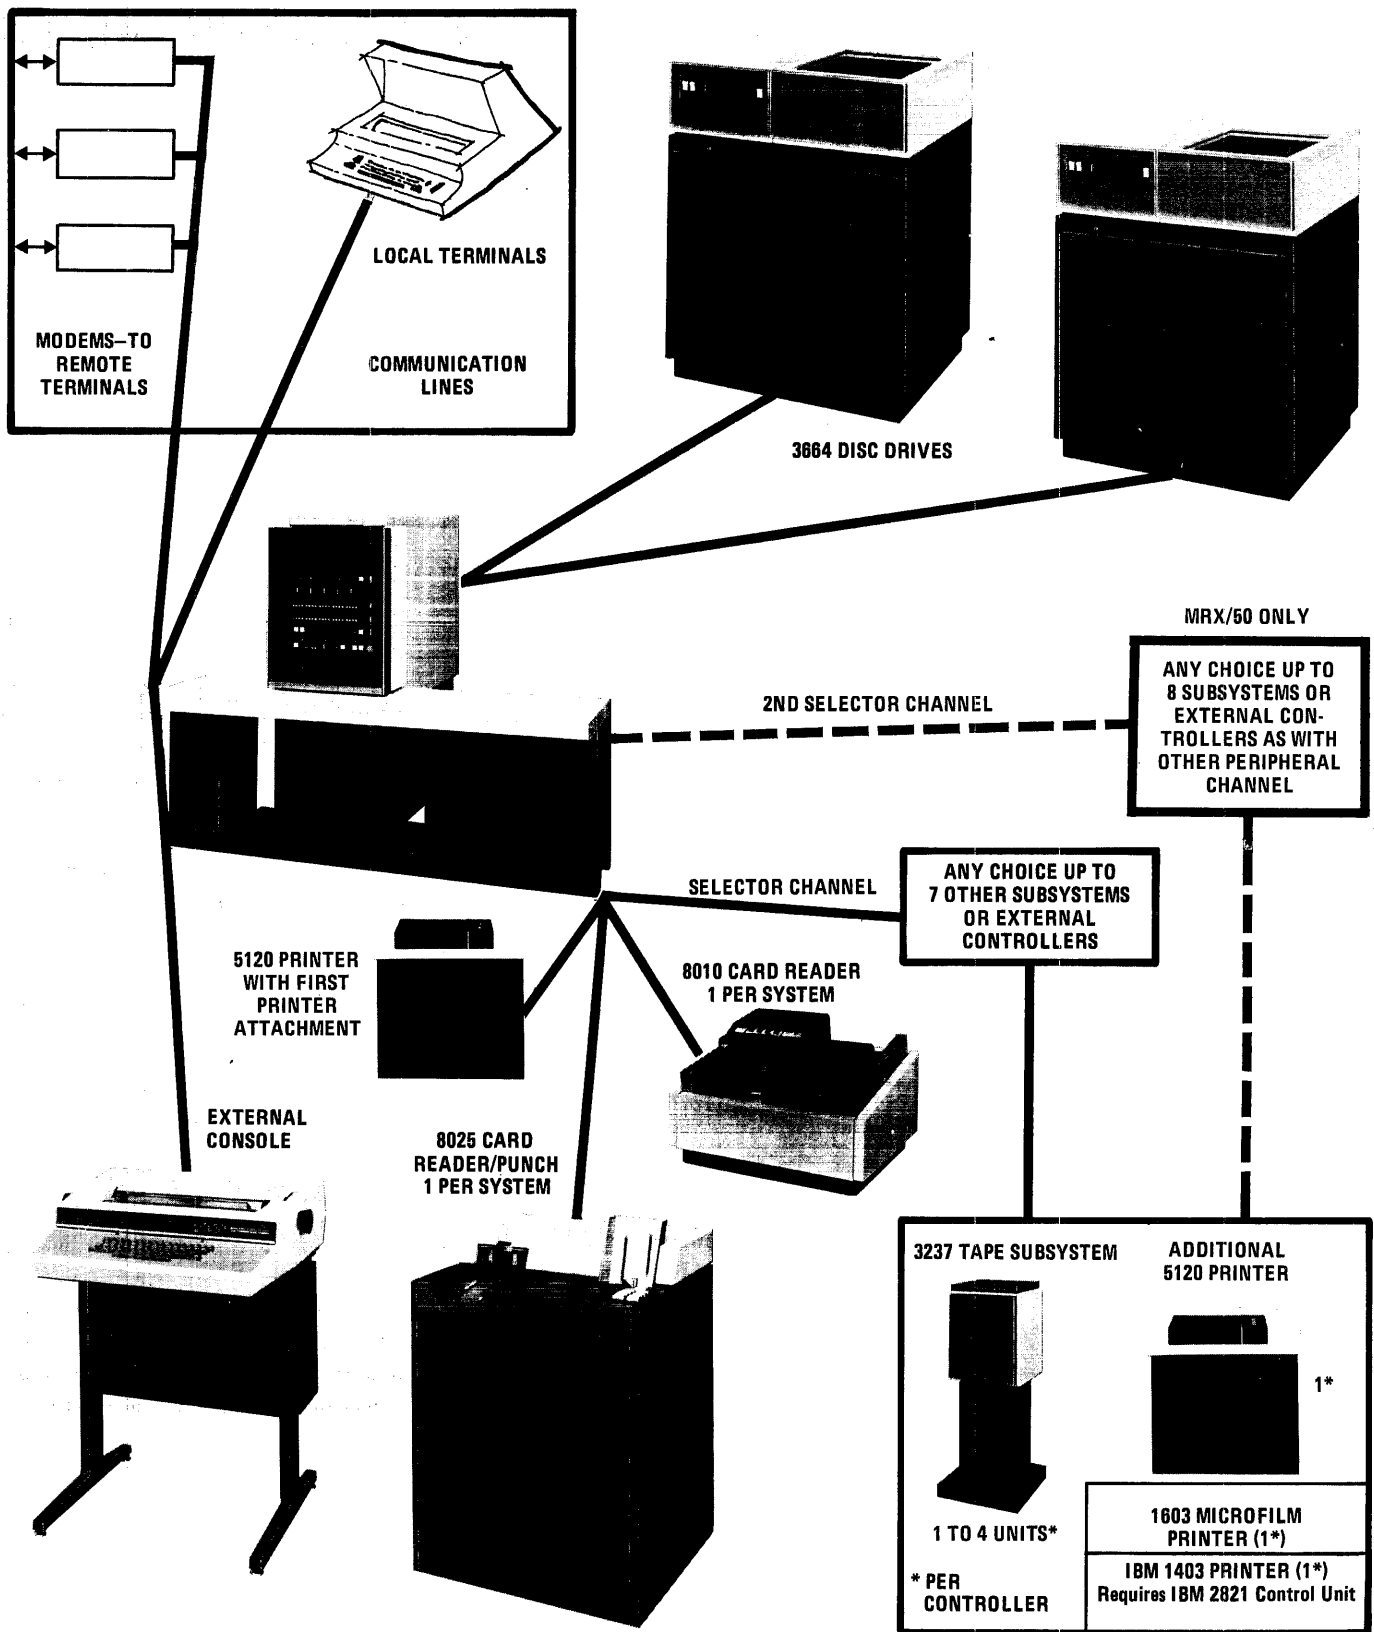 LOCAL TERMINALS
MODEMS–TO
REMOTE
TERMINALS
COMMUNICATION
LINES
3664 DISC DRIVES
MRX/50 ONLY
ANY CHOICE UP TO
8 SUBSYSTEMS OR
EXTERNAL CON-
TROLLERS AS WITH
OTHER PERIPHERAL
CHANNEL
2ND SELECTOR CHANNEL
SELECTOR CHANNEL
ANY CHOICE UP TO
7 OTHER SUBSYSTEMS
OR EXTERNAL
CONTROLLERS
5120 PRINTER
WITH FIRST
PRINTER
ATTACHMENT
8010 CARD READER
1 PER SYSTEM
EXTERNAL
CONSOLE
8025 CARD
READER/PUNCH
1 PER SYSTEM
3237 TAPE SUBSYSTEM
ADDITIONAL
5120 PRINTER
1*
1 TO 4 UNITS*
* PER
CONTROLLER
1603 MICROFILM
PRINTER (1*)
IBM 1403 PRINTER (1*)
Requires IBM 2821 Control Unit